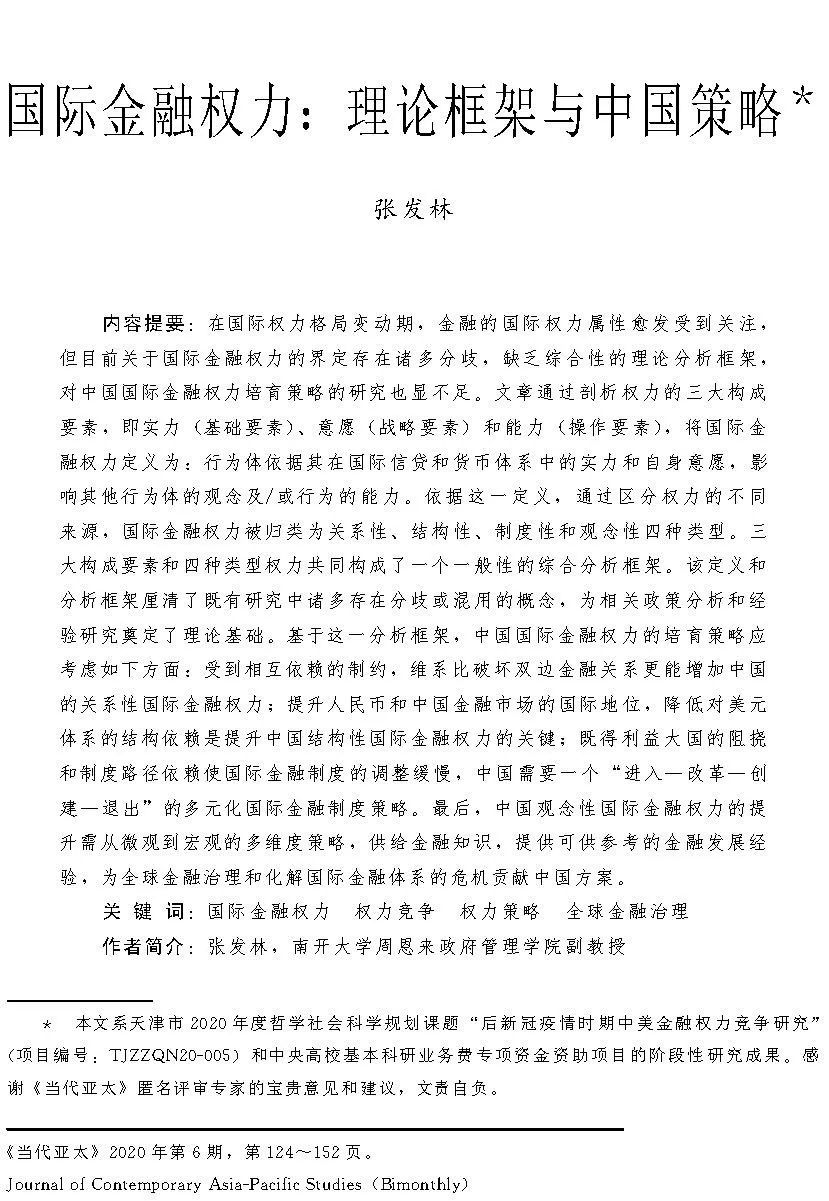 国际金融权力：理论框架与中国策略*
张发林
内容提要：在国际权力格局变动期，金融的国际权力属性愈发受到关注，
但目前关于国际金融权力的界定存在诸多分歧，缺乏综合性的理论分析框架，
对中国国际金融权力培育策略的研究也显不足。文章通过剖析权力的三大构成
要素，即实力（基础要素）、意愿（战略要素）和能力（操作要素），将国际金
融权力定义为：行为体依据其在国际信贷和货币体系中的实力和自身意愿，影
响其他行为体的观念及/或行为的能力。依据这一定义，通过区分权力的不同
来源，国际金融权力被归类为关系性、结构性、制度性和观念性四种类型。三
大构成要素和四种类型权力共同构成了一个一般性的综合分析框架。该定义和
分析框架厘清了既有研究中诸多存在分歧或混用的概念，为相关政策分析和经
验研究奠定了理论基础。基于这一分析框架，中国国际金融权力的培育策略应
考虑如下方面：受到相互依赖的制约，维系比破坏双边金融关系更能增加中国
的关系性国际金融权力；提升人民币和中国金融市场的国际地位，降低对美元
体系的结构依赖是提升中国结构性国际金融权力的关键；既得利益大国的阻挠
和制度路径依赖使国际金融制度的调整缓慢，中国需要一个“进入—改革—创
建—退出”的多元化国际金融制度策略。最后，中国观念性国际金融权力的提
升需从微观到宏观的多维度策略，供给金融知识，提供可供参考的金融发展经
验，为全球金融治理和化解国际金融体系的危机贡献中国方案。
关 键 词：国际金融权力 权力竞争 权力策略 全球金融治理
作者简介：张发林，南开大学周恩来政府管理学院副教授
* 本文系天津市 2020 年度哲学社会科学规划课题“后新冠疫情时期中美金融权力竞争研究”
(项目编号：TJZZQN20-005) 和中央高校基本科研业务费专项资金资助项目的阶段性研究成果。感
谢《当代亚太》匿名评审专家的宝贵意见和建议，文责自负。
《当代亚太》2020 年第 6 期，第 124～152 页。
Journal of Contemporary Asia-Pacific Studies (Bimonthly)